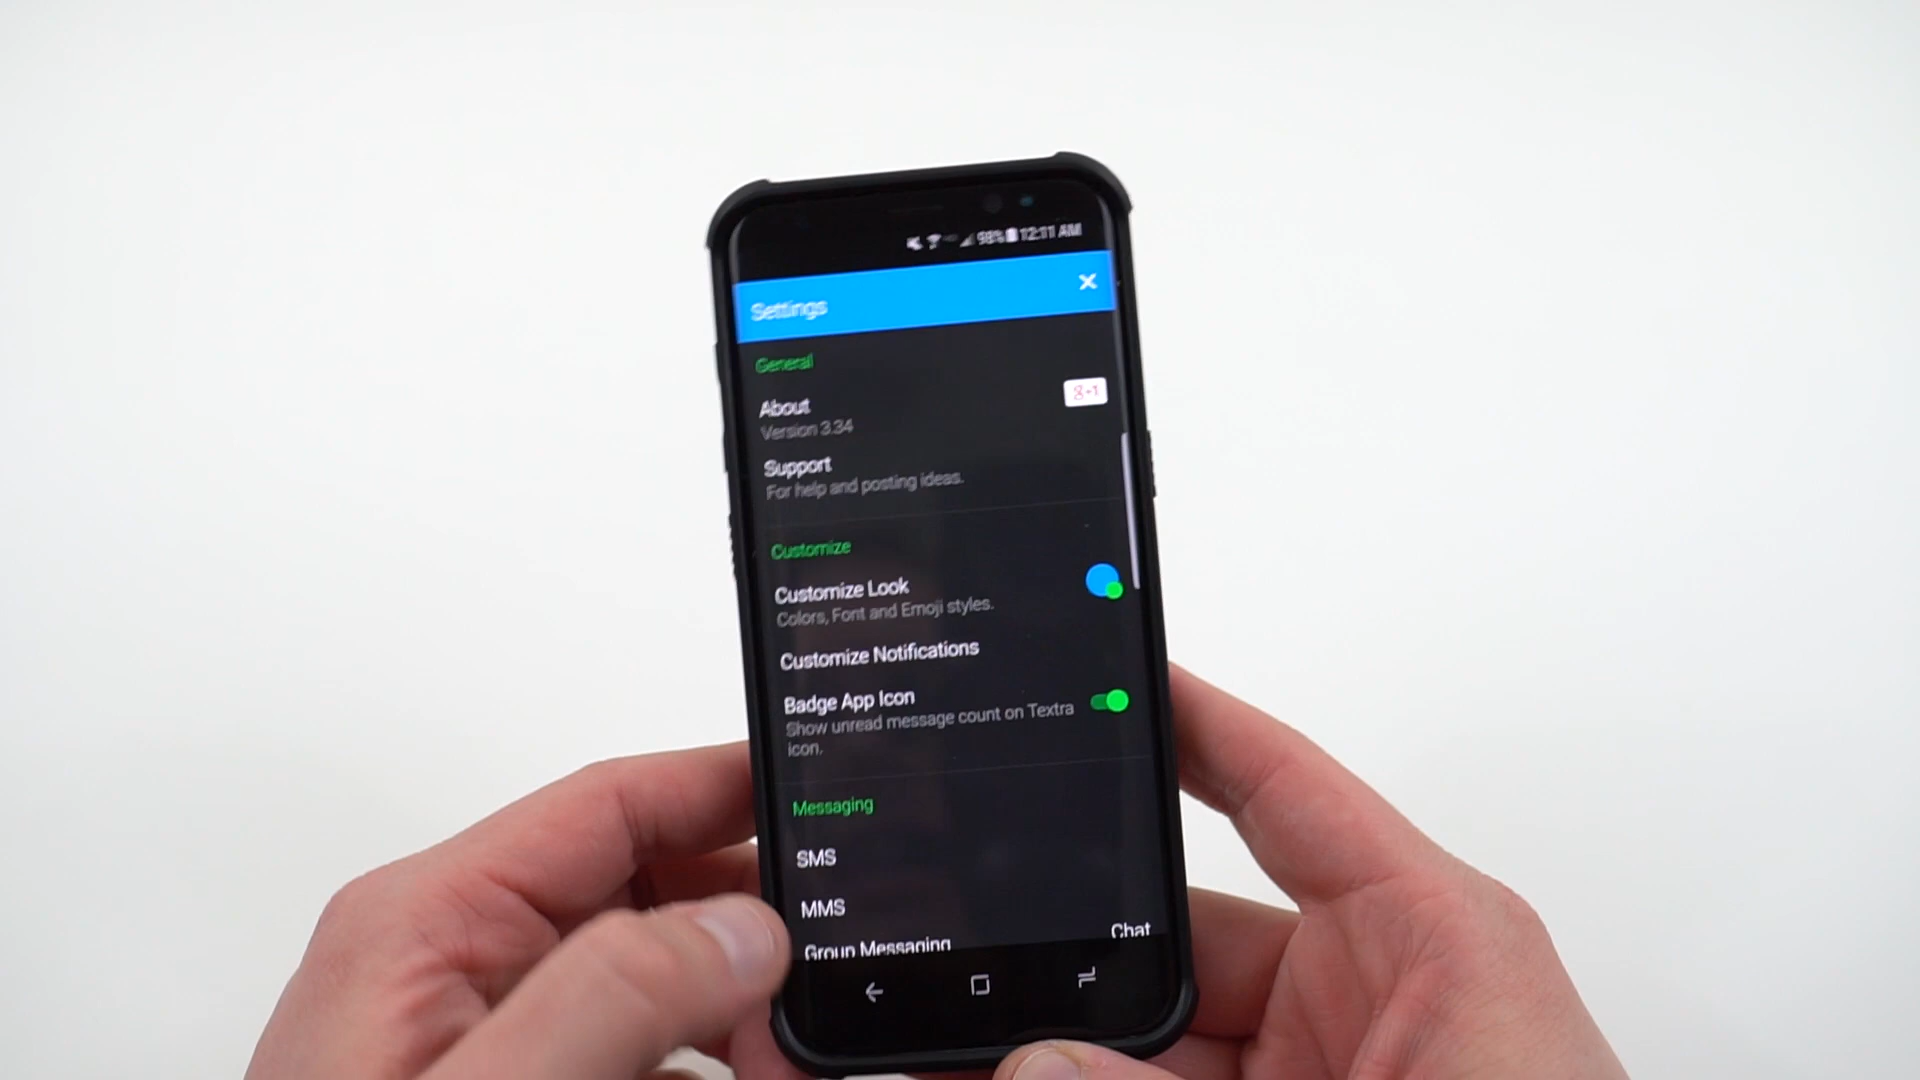 98% 12:11 AM
Settings
General
About
8+1
Version 3.34
Support
For help and posting ideas.
Customize
Customize Look
Colors, Font and Emoji styles.
Customize Notifications
Badge App Icon
Show unread message count on Textra
icon.
Messaging
SMS
MMS
Group Messaging
Chat